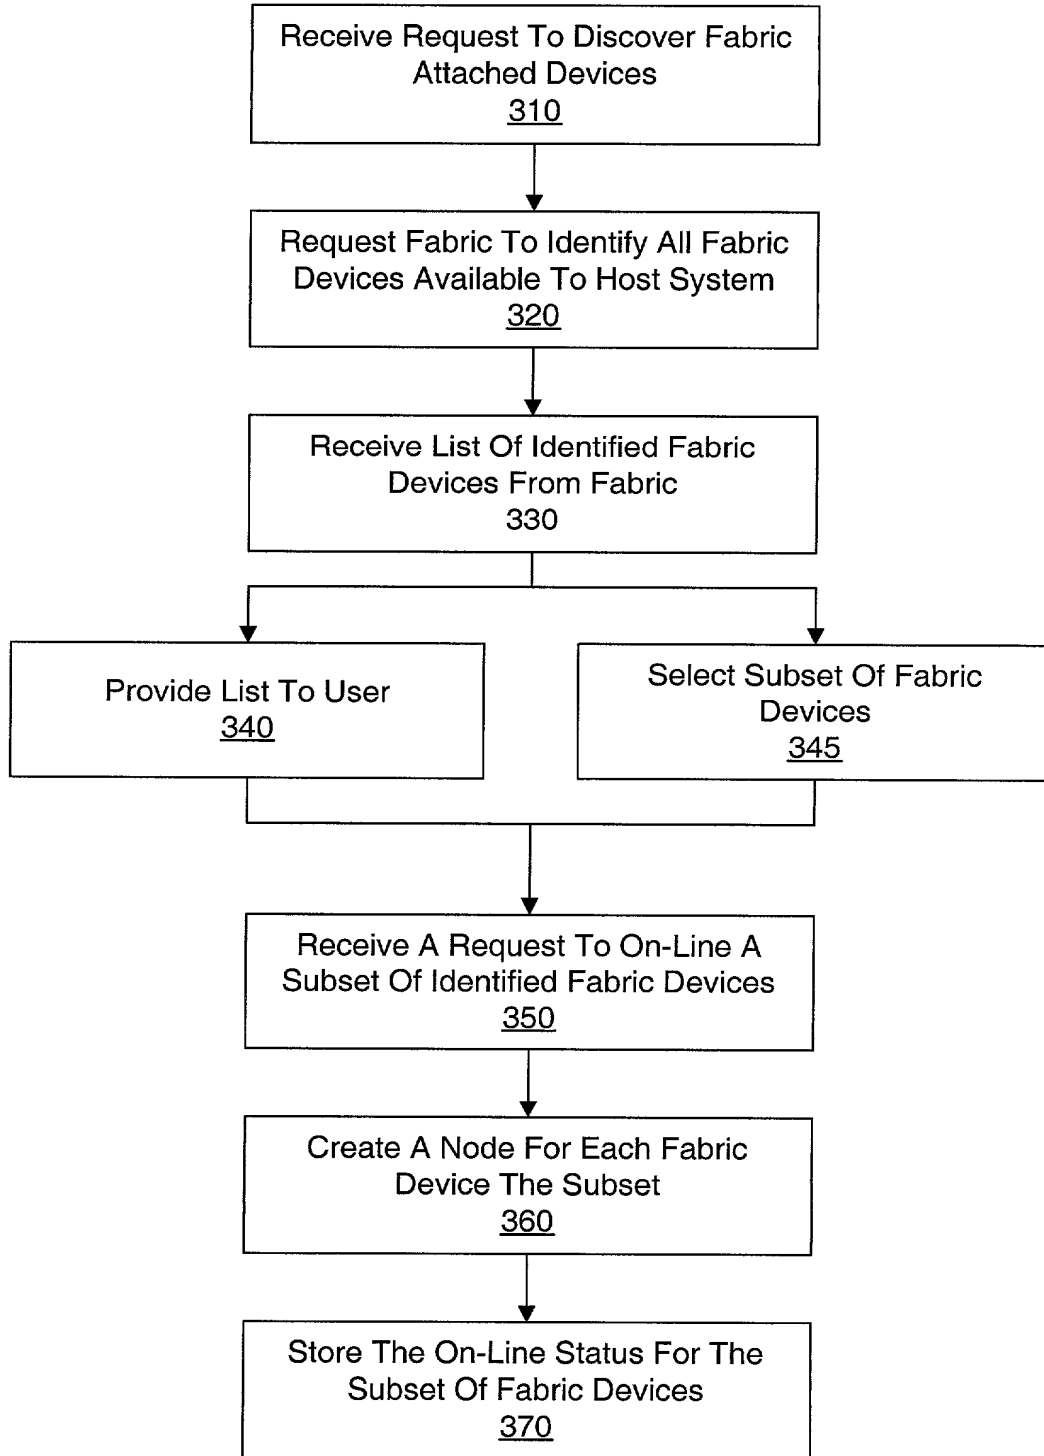 Receive Request To Discover Fabric
Attached Devices
310
Request Fabric To Identify All Fabric
Devices Available To Host System
320
Receive List Of Identified Fabric
Devices From Fabric
330
Provide List To User
340
Select Subset Of Fabric
Devices
345
Receive A Request To On-Line A
Subset Of Identified Fabric Devices
350
Create A Node For Each Fabric
Device The Subset
360
Store The On-Line Status For The
Subset Of Fabric Devices
370